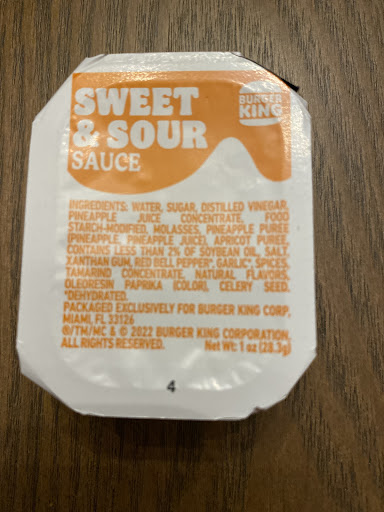 SWEET
& SOUR
SAUCE
BURGER
KING
INGREDIENTS: WATER, SUGAR, DISTILLED VINEGAR,
PINEAPPLE JUICE CONCENTRATE, FOOD
STARCH-MODIFIED, MOLASSES, PINEAPPLE PUREE
(PINEAPPLE, PINEAPPLE JUICE), APRICOT PUREE,
CONTAINS LESS THAN 2% OF SOYBEAN OIL, SALT,
XANTHAN GUM, RED BELL PEPPER*, GARLIC*, SPICES,
TAMARIND CONCENTRATE, NATURAL FLAVORS,
OLEORESIN PAPRIKA (COLOR), CELERY SEED.
*DEHYDRATED.
PACKAGED EXCLUSIVELY FOR BURGER KING CORP.
MIAMI, FL 33126
®/TM/MC & © 2022 BURGER KING CORPORATION.
ALL RIGHTS RESERVED. Net Wt: 1 oz (28.3g)
4